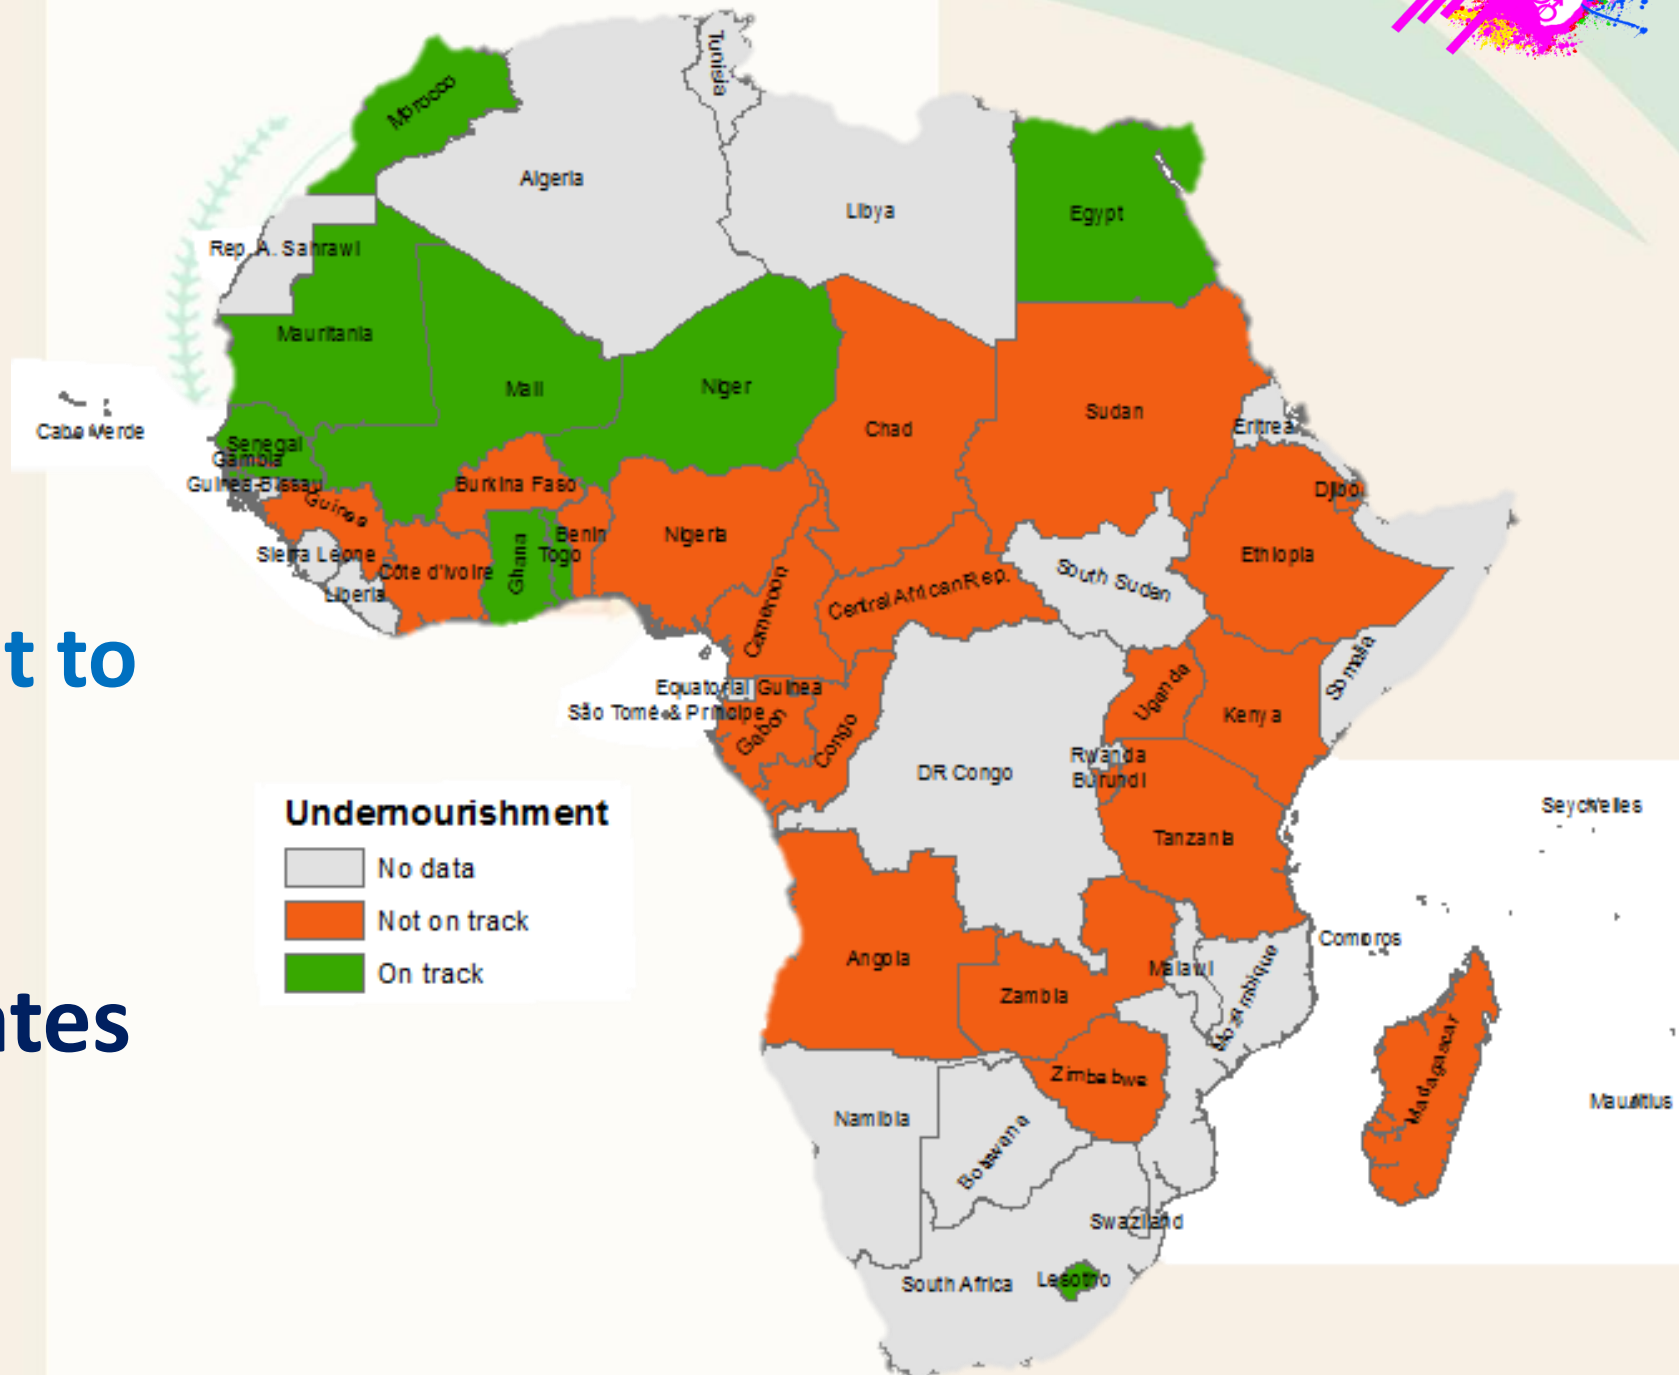 Tunisia
Morocco
Algeria
Libya
Egypt
Rep. A. Sahrawi
Mauritania
Mali
Niger
Chad
Sudan
Eritrea
Cabo Verde
Senegal
Gambia
Guinea-Bissau
Guinea
Burkina Faso
Djibo
Benin
Nigeria
Togo
Ghana
Ethiopia
Sierra Leone
Côte d'Ivoire
Liberia
Cameroon
Central African Rep.
South Sudan
Somalia
t to
Equatorial Guinea
São Tomé & Príncipe
Gabon
Congo
Uganda
Kenya
DR Congo
Rwanda
Burundi
Tanzania
Seychelles
Undernourishment
No data
Not on track
On track
Angola
Zambia
Malawi
Mozambique
Comoros
ates
Zimbabwe
Madagascar
Mauritius
Namibia
Botswana
Swaziland
South Africa
Lesotho